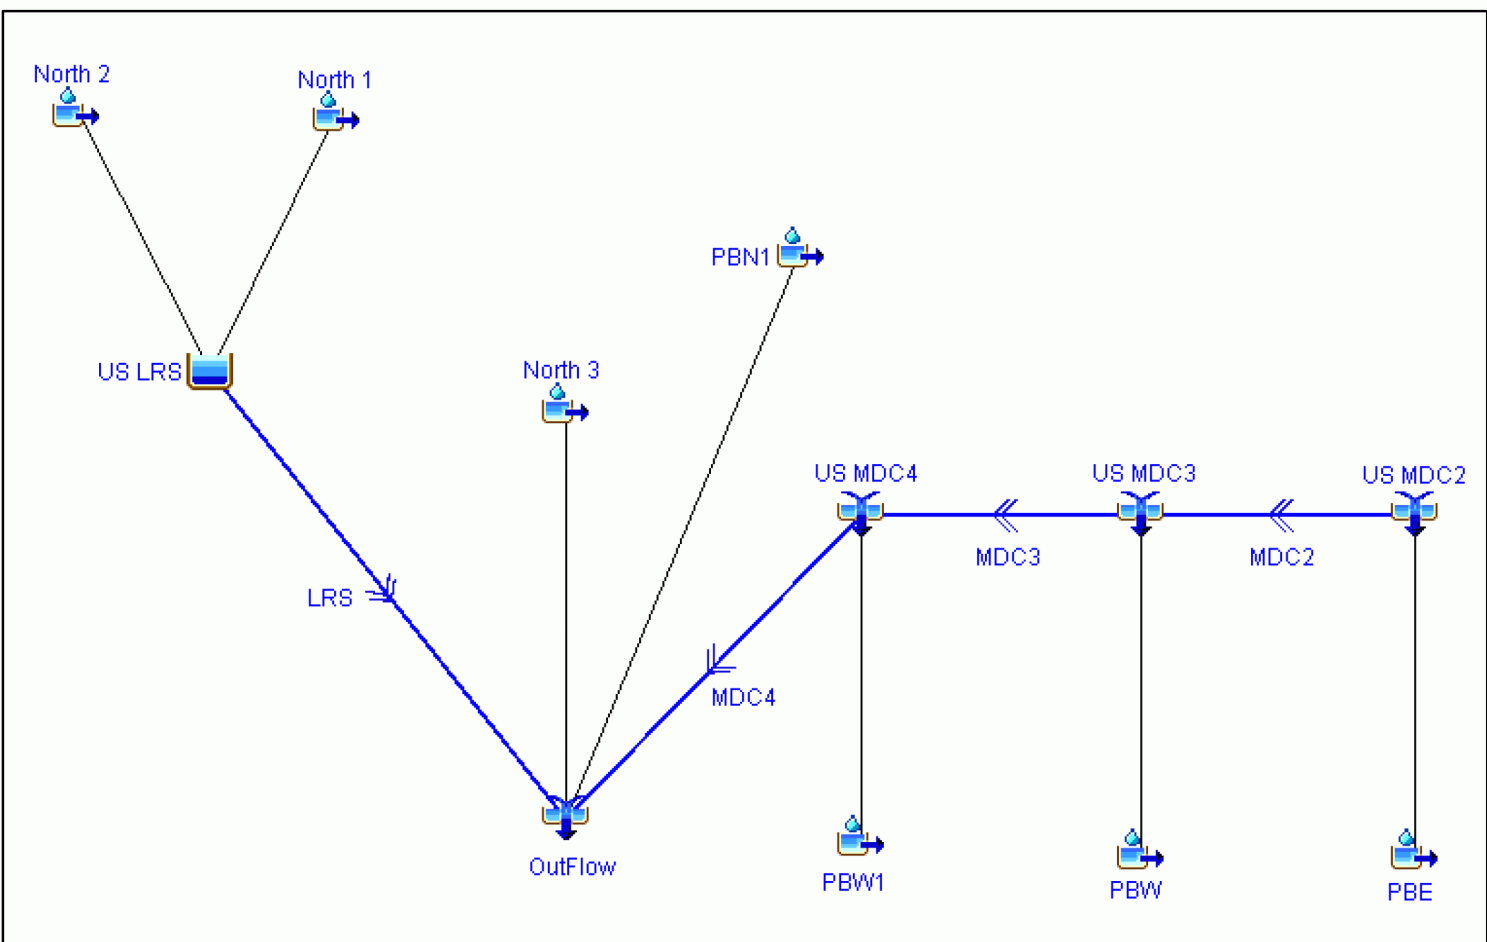 North 2
North 1
PBN1
US LRS
North 3
US MDC4
US MDC3
US MDC2
MDC3
MDC2
LRS
MDC4
OutFlow
PBW1
PBW
PBE